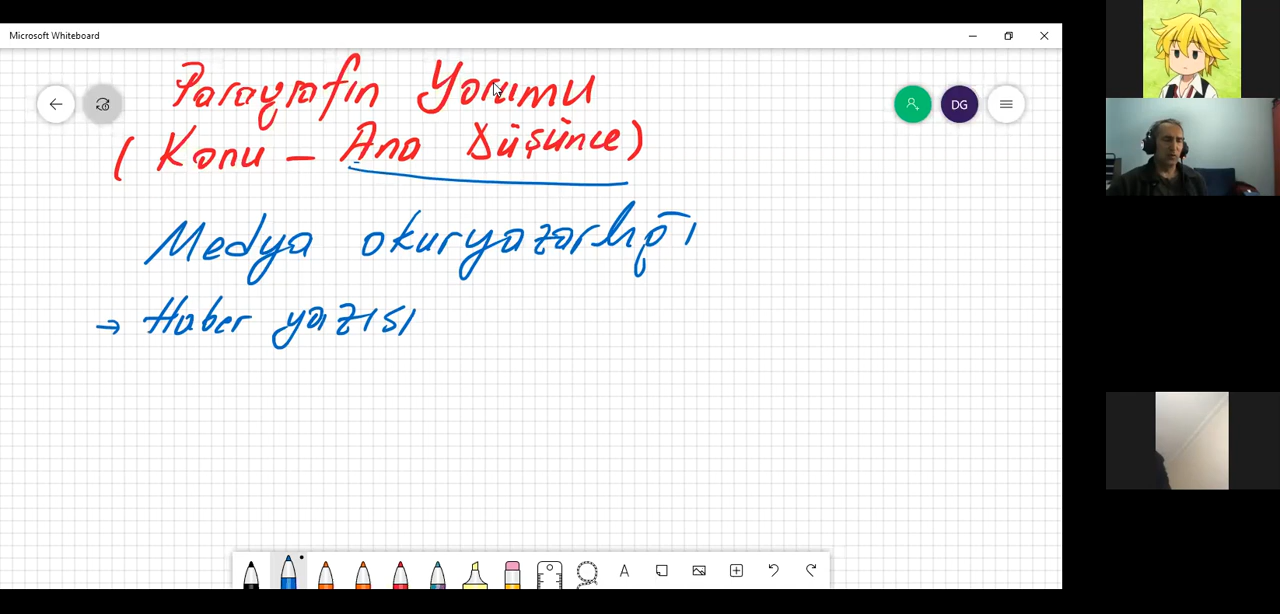 Microsoft Whiteboard
Paragrafın Yorumu
DG
( Konu – Ana Düşünce )
Medya okuryazarlığı
→ Haber yazısı
A